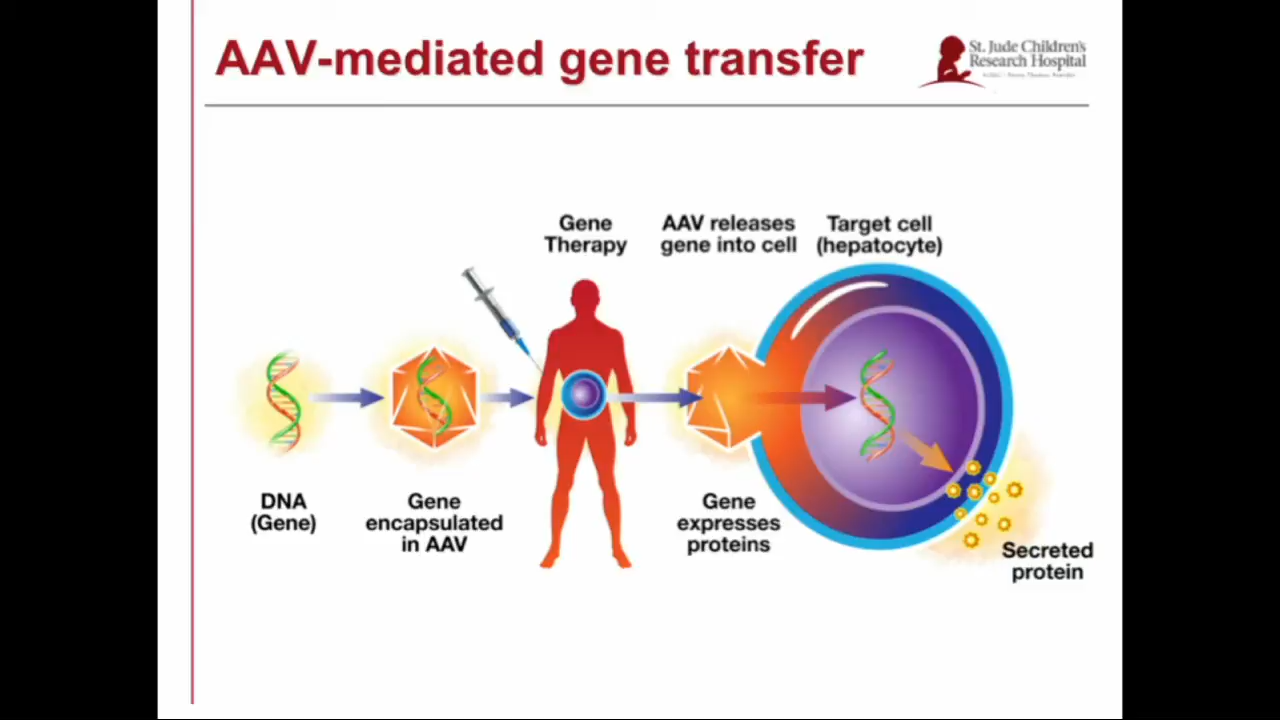 AAV-mediated gene transfer
St. Jude Children's
Research Hospital
Gene
Therapy
AAV releases
gene into cell
Target cell
(hepatocyte)
DNA
(Gene)
Gene
encapsulated
in AAV
Gene
expresses
proteins
Secreted
protein